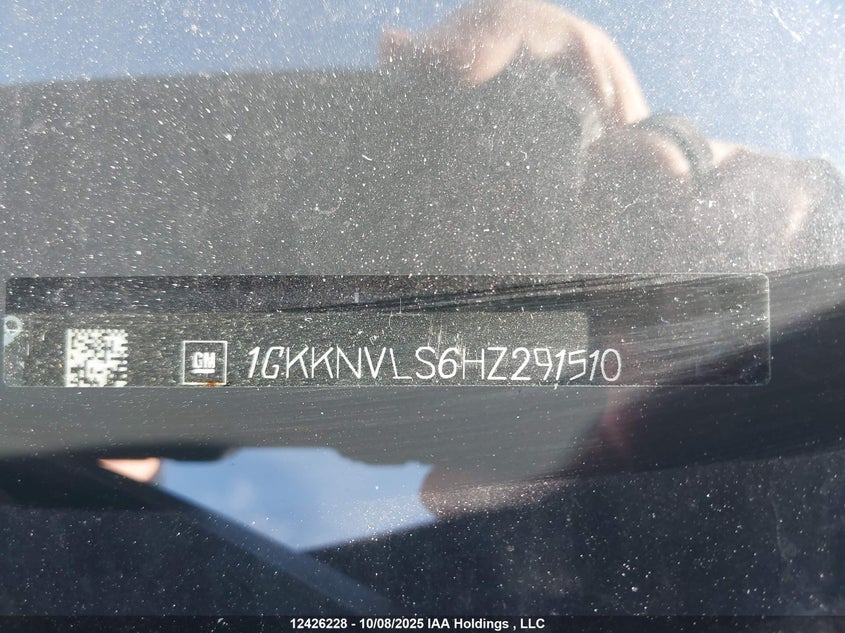 GM 1GKKNVLS6HZ291510
12426228 - 10/08/2025 IAA Holdings , LLC